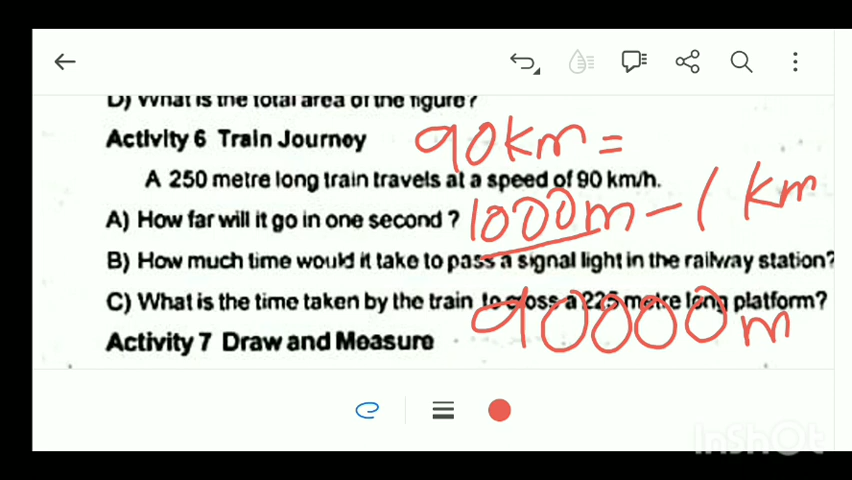 D) What is the total area of the figure?
Activity 6 Train Journey
90km =
A 250 metre long train travels at a speed of 90 km/h.
1000m - 1 km
A) How far will it go in one second ?
B) How much time would it take to pass a signal light in the railway station?
C) What is the time taken by the train to cross a 225 metre long platform?
90000m
Activity 7 Draw and Measure
InShOt